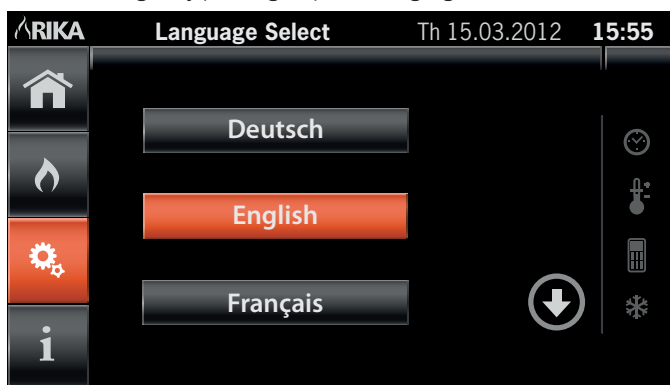 RIKA Language Select Th 15.03.2012 15:55
Deutsch
English
Français
i